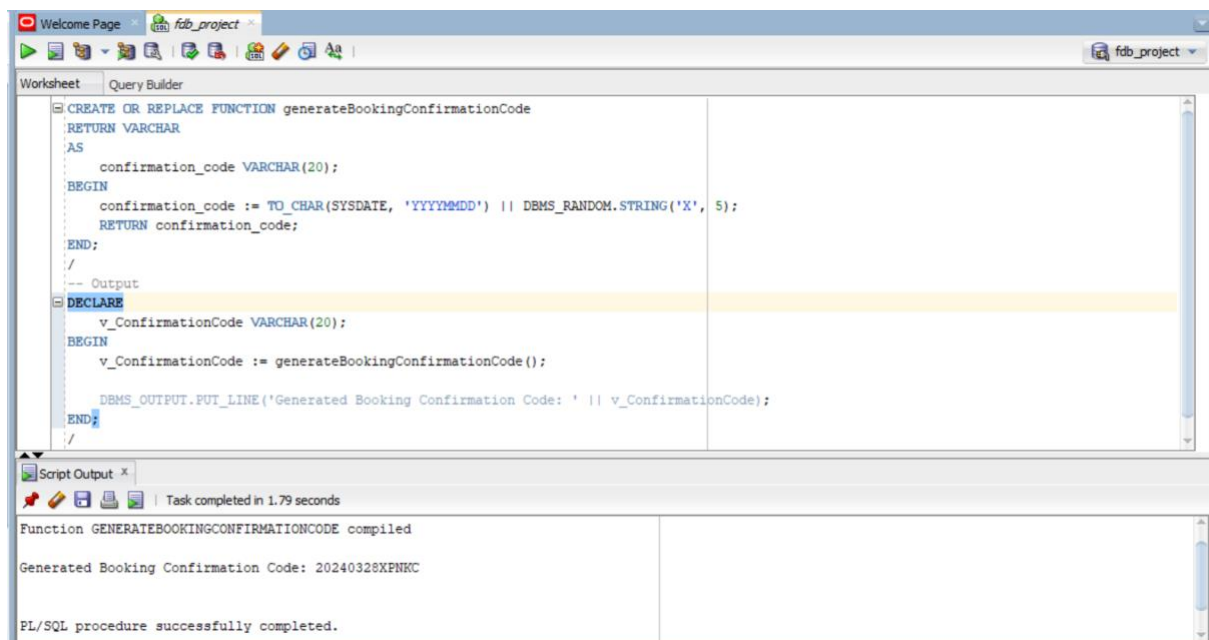 Welcome Page
fdb_project
fdb_project
Worksheet Query Builder
CREATE OR REPLACE FUNCTION generateBookingConfirmationCode
RETURN VARCHAR
AS
confirmation_code VARCHAR(20);
BEGIN
confirmation_code := TO_CHAR(SYSDATE, 'YYYYMMDD') || DBMS_RANDOM.STRING('X', 5);
RETURN confirmation_code;
END;
/
-- Output
DECLARE
v_ConfirmationCode VARCHAR(20);
BEGIN
v_ConfirmationCode := generateBookingConfirmationCode();
DBMS_OUTPUT.PUT_LINE('Generated Booking Confirmation Code: ' || v_ConfirmationCode);
END;
/
Script Output
Task completed in 1.79 seconds
Function GENERATEBOOKINGCONFIRMATIONCODE compiled
Generated Booking Confirmation Code: 20240328XPNKC
PL/SQL procedure successfully completed.